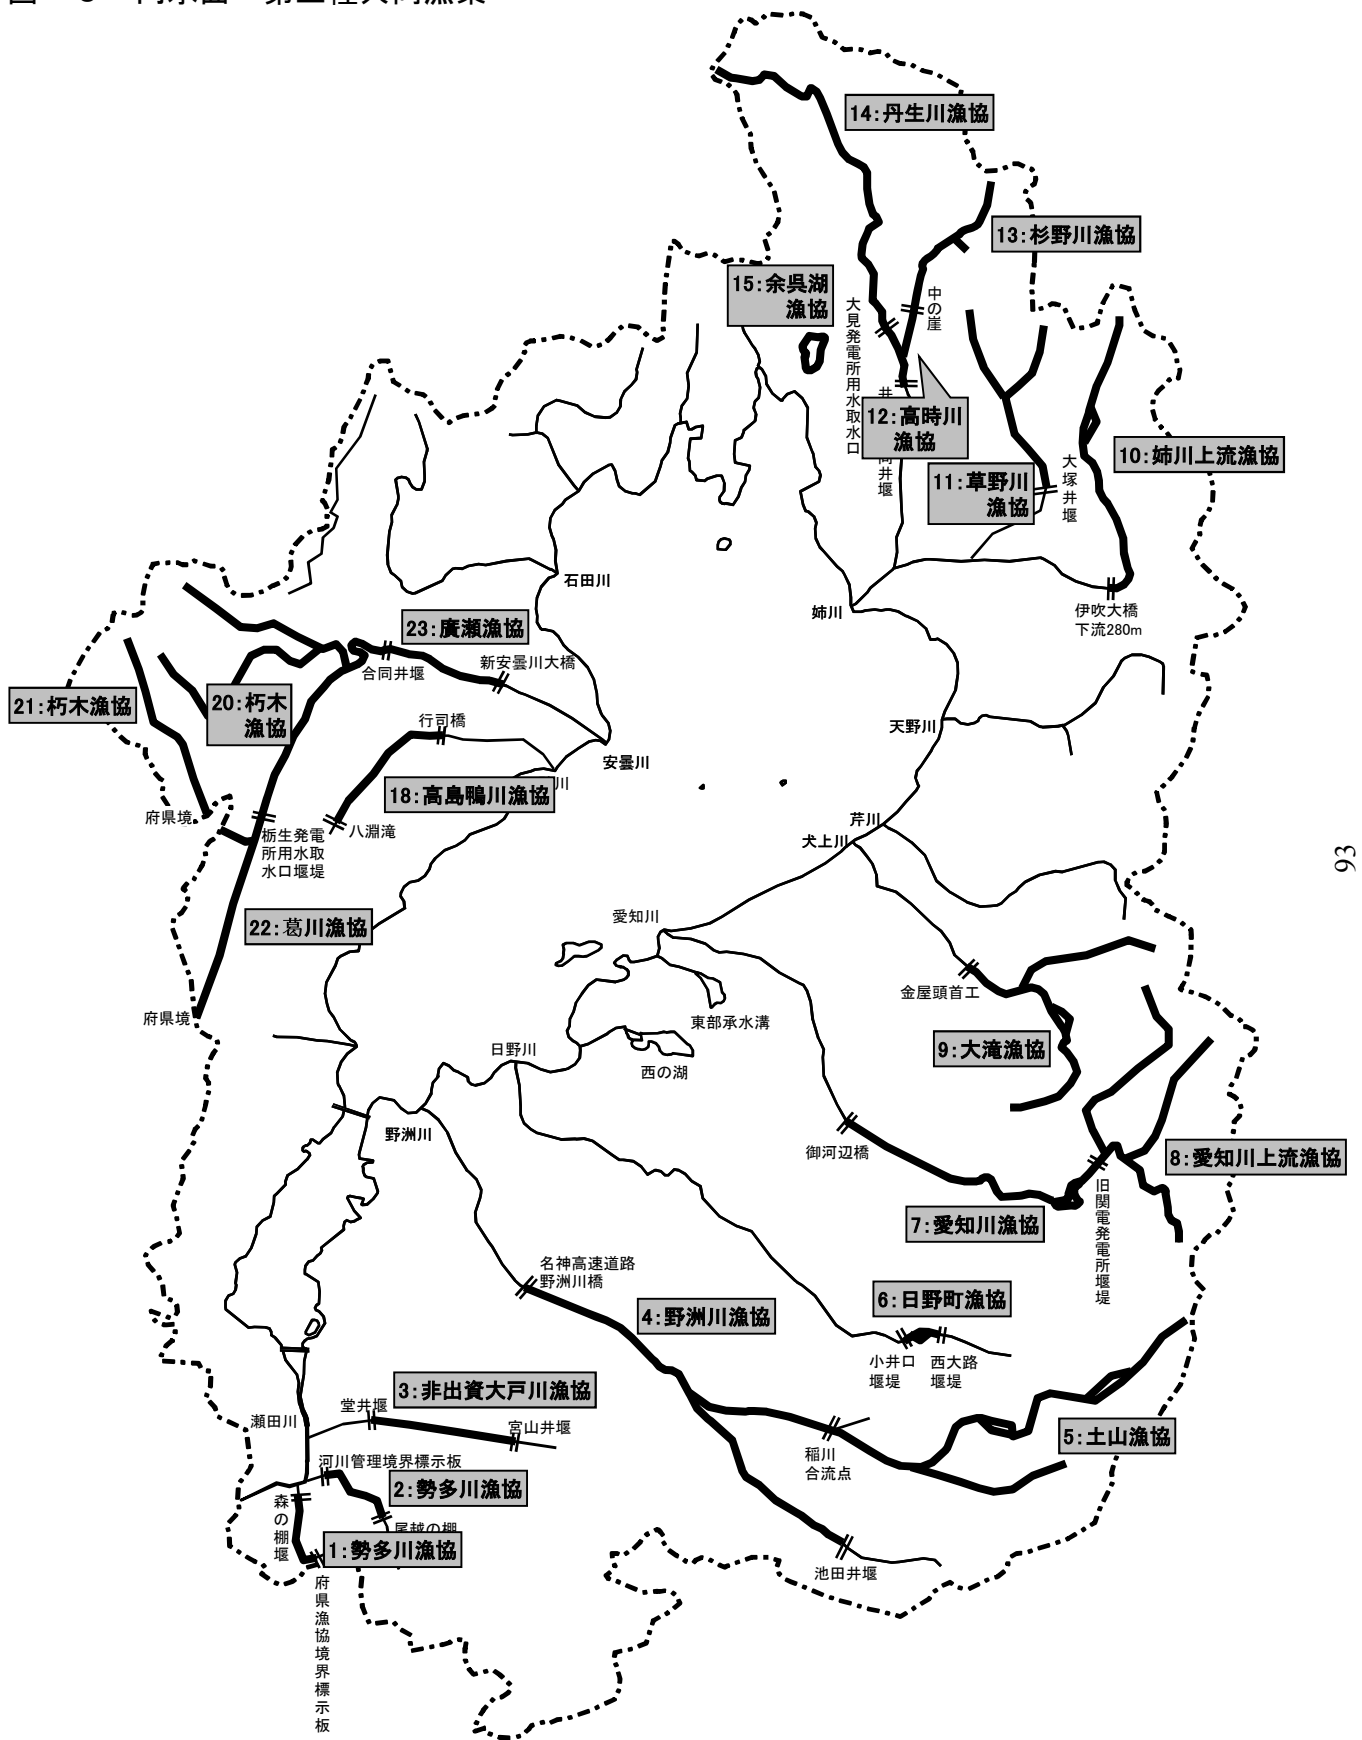 14:丹生川漁協
13:杉野川漁協
15:余呉湖
漁協
中の崖
大見発電所用水取水口
12:高時川
漁協
10:姉川上流漁協
大塚井堰
11:草野川
漁協
石田川
姉川
伊吹大橋
下流280m
23:廣瀬漁協
新安曇川大橋
合同井堰
21:朽木漁協
20:朽木
漁協
行司橋
天野川
安曇川
18:高島鴨川漁協
川
府県境
八淵滝
栃生発電
所用水取
水口堰堤
芹川
犬上川
93
22:葛川漁協
愛知川
金屋頭首工
府県境
東部承水溝
9:大滝漁協
日野川
西の湖
野洲川
御河辺橋
8:愛知川上流漁協
旧関電発電所堰堤
7:愛知川漁協
名神高速道路
野洲川橋
4:野洲川漁協
6:日野町漁協
小井口
堰堤
西大路
堰堤
3:非出資大戸川漁協
堂井堰
瀬田川
宮山井堰
5:土山漁協
稲川
合流点
河川管理境界標示板
2:勢多川漁協
森の棚堰
1:勢多川漁協
池田井堰
府県漁協境界標示板